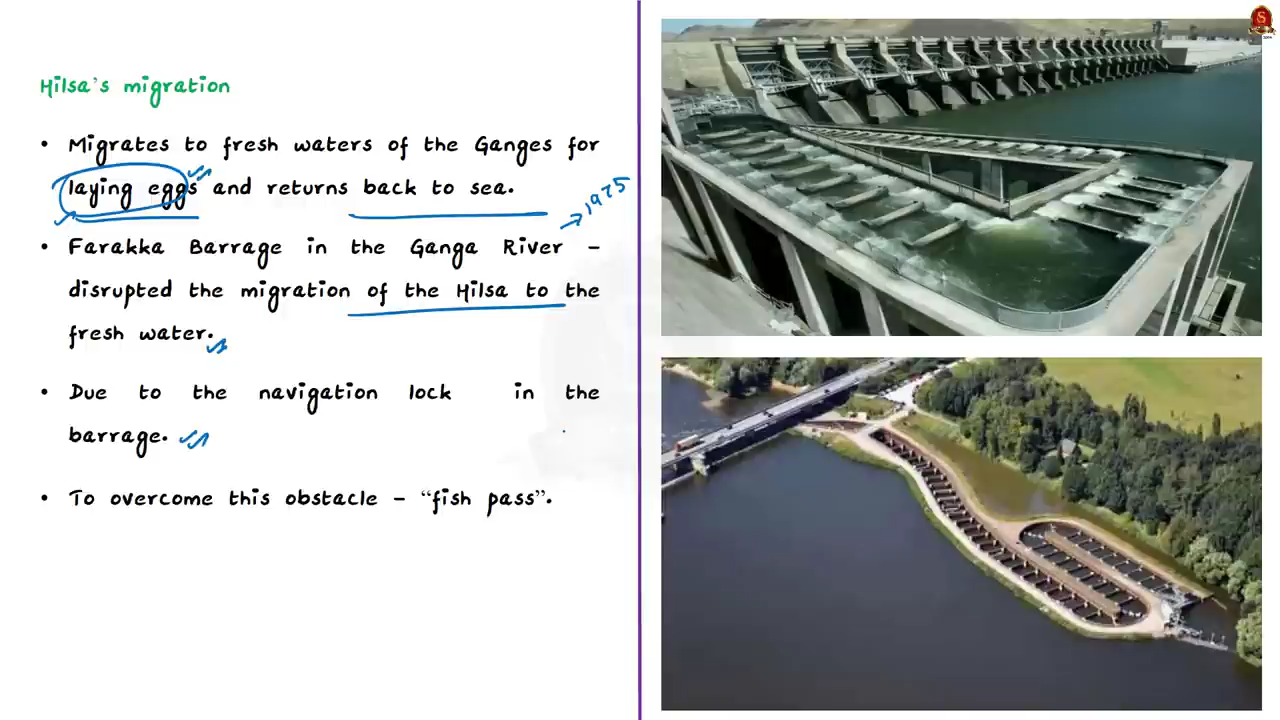 Hilsa's migration
• Migrates to fresh waters of the Ganges for
laying eggs and returns back to sea.
→ 1975
• Farakka Barrage in the Ganga River –
disrupted the migration of the Hilsa to the
fresh water.
• Due to the navigation lock in the
barrage.
• To overcome this obstacle – “fish pass”.